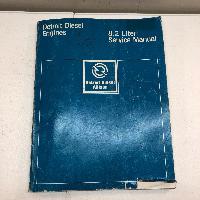 Detroit Diesel
Engines
8.2 Liter
Service Manual
Detroit Diesel
Allison